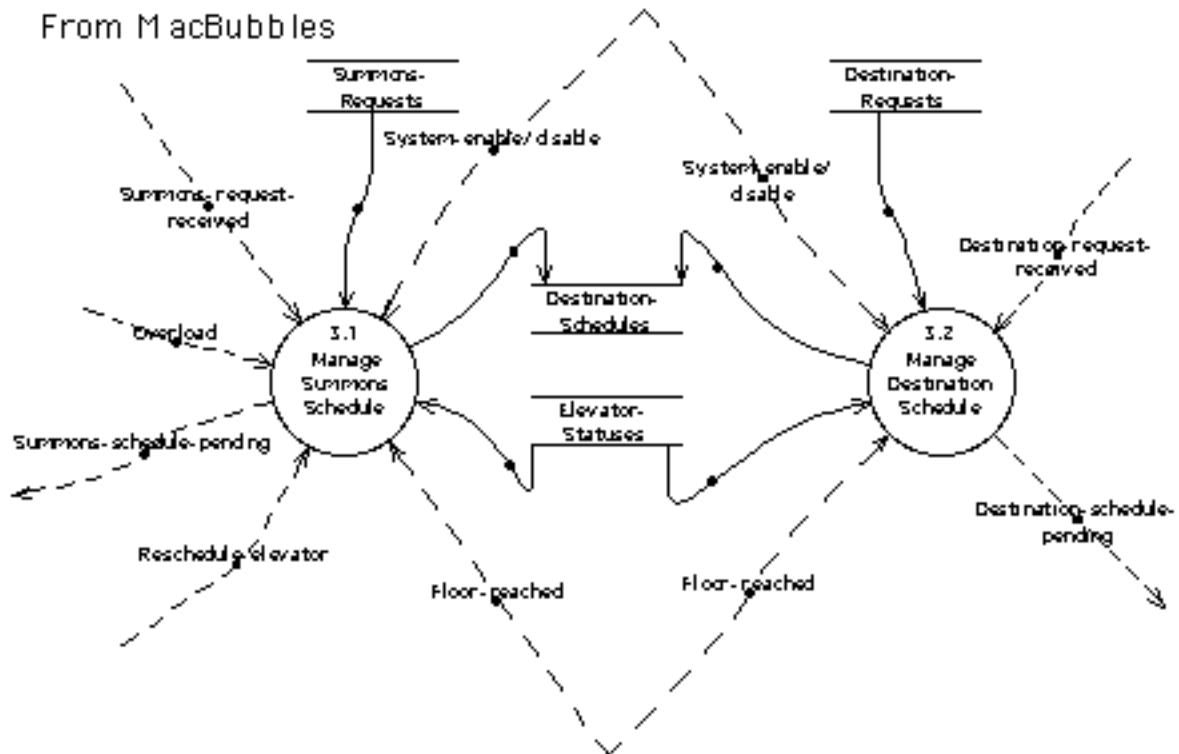 From MacBubbles
Summons-
Requests
Destination-
Requests
System-enable/disable
System-enable/
disable
Summons-request-
received
Destination-request-
received
Destination-
Schedules
Overload
3.1
Manage
Summons
Schedule
3.2
Manage
Destination
Schedule
Elevator-
Statuses
Summons-schedule-pending
Destination-schedule-
pending
Reschedule-elevator
Floor-reached
Floor-reached